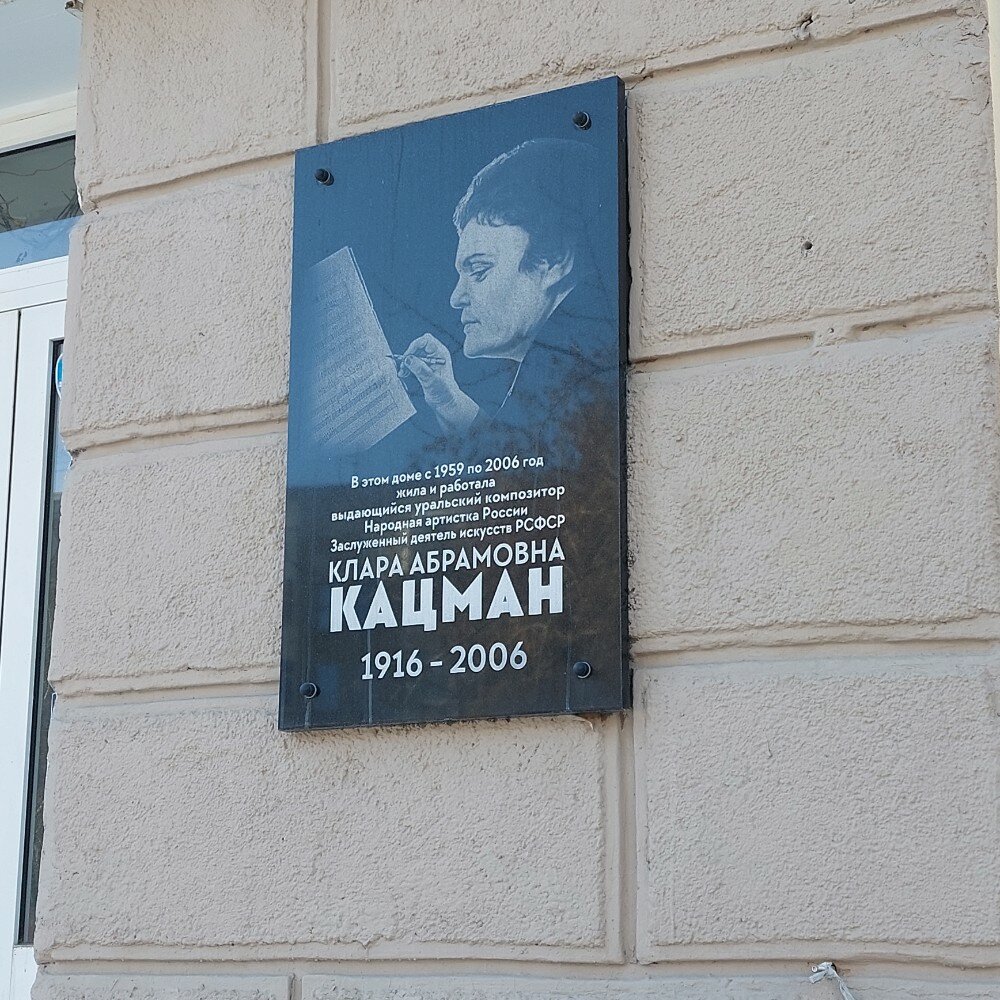 В этом доме с 1959 по 2006 год
жила и работала
выдающийся уральский композитор
Народная артистка России
Заслуженный деятель искусств РСФСР
КЛАРА АБРАМОВНА
КАЦМАН
1916 - 2006